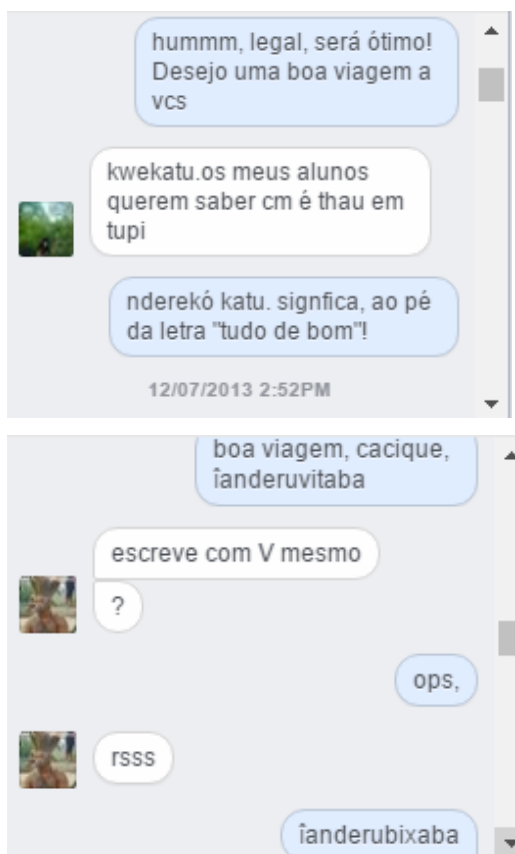 hummm, legal, será ótimo!
Desejo uma boa viagem a
vcs
kwekatu.os meus alunos
querem saber cm é thau em
tupi
nderekó katu. signfica, ao pé
da letra "tudo de bom"!
12/07/2013 2:52PM
boa viagem, cacique,
îanderuvitaba
escreve com V mesmo
?
ops,
rsss
îanderubixaba